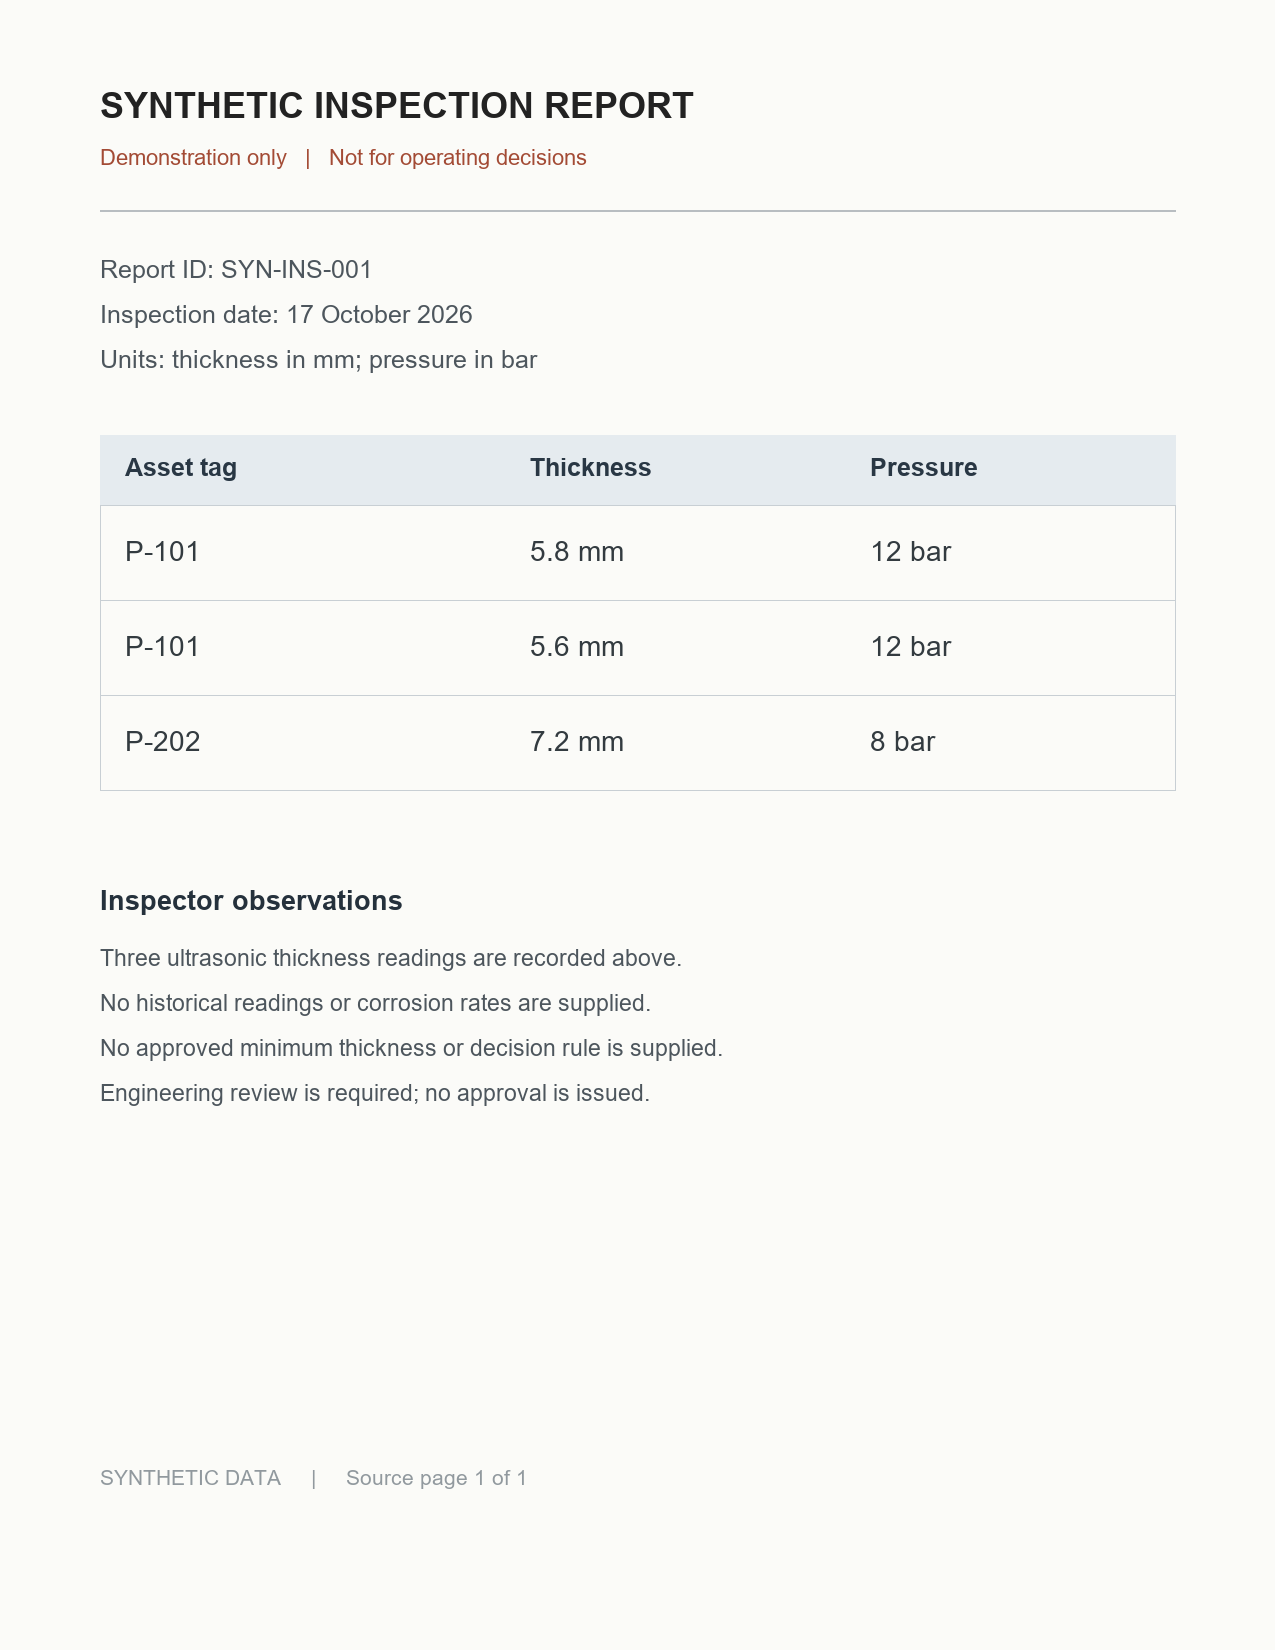 SYNTHETIC INSPECTION REPORT
Demonstration only | Not for operating decisions
Report ID: SYN-INS-001
Inspection date: 17 October 2026
Units: thickness in mm; pressure in bar
Asset tag Thickness Pressure
P-101 5.8 mm 12 bar
P-101 5.6 mm 12 bar
P-202 7.2 mm 8 bar
Inspector observations
Three ultrasonic thickness readings are recorded above.
No historical readings or corrosion rates are supplied.
No approved minimum thickness or decision rule is supplied.
Engineering review is required; no approval is issued.
SYNTHETIC DATA | Source page 1 of 1